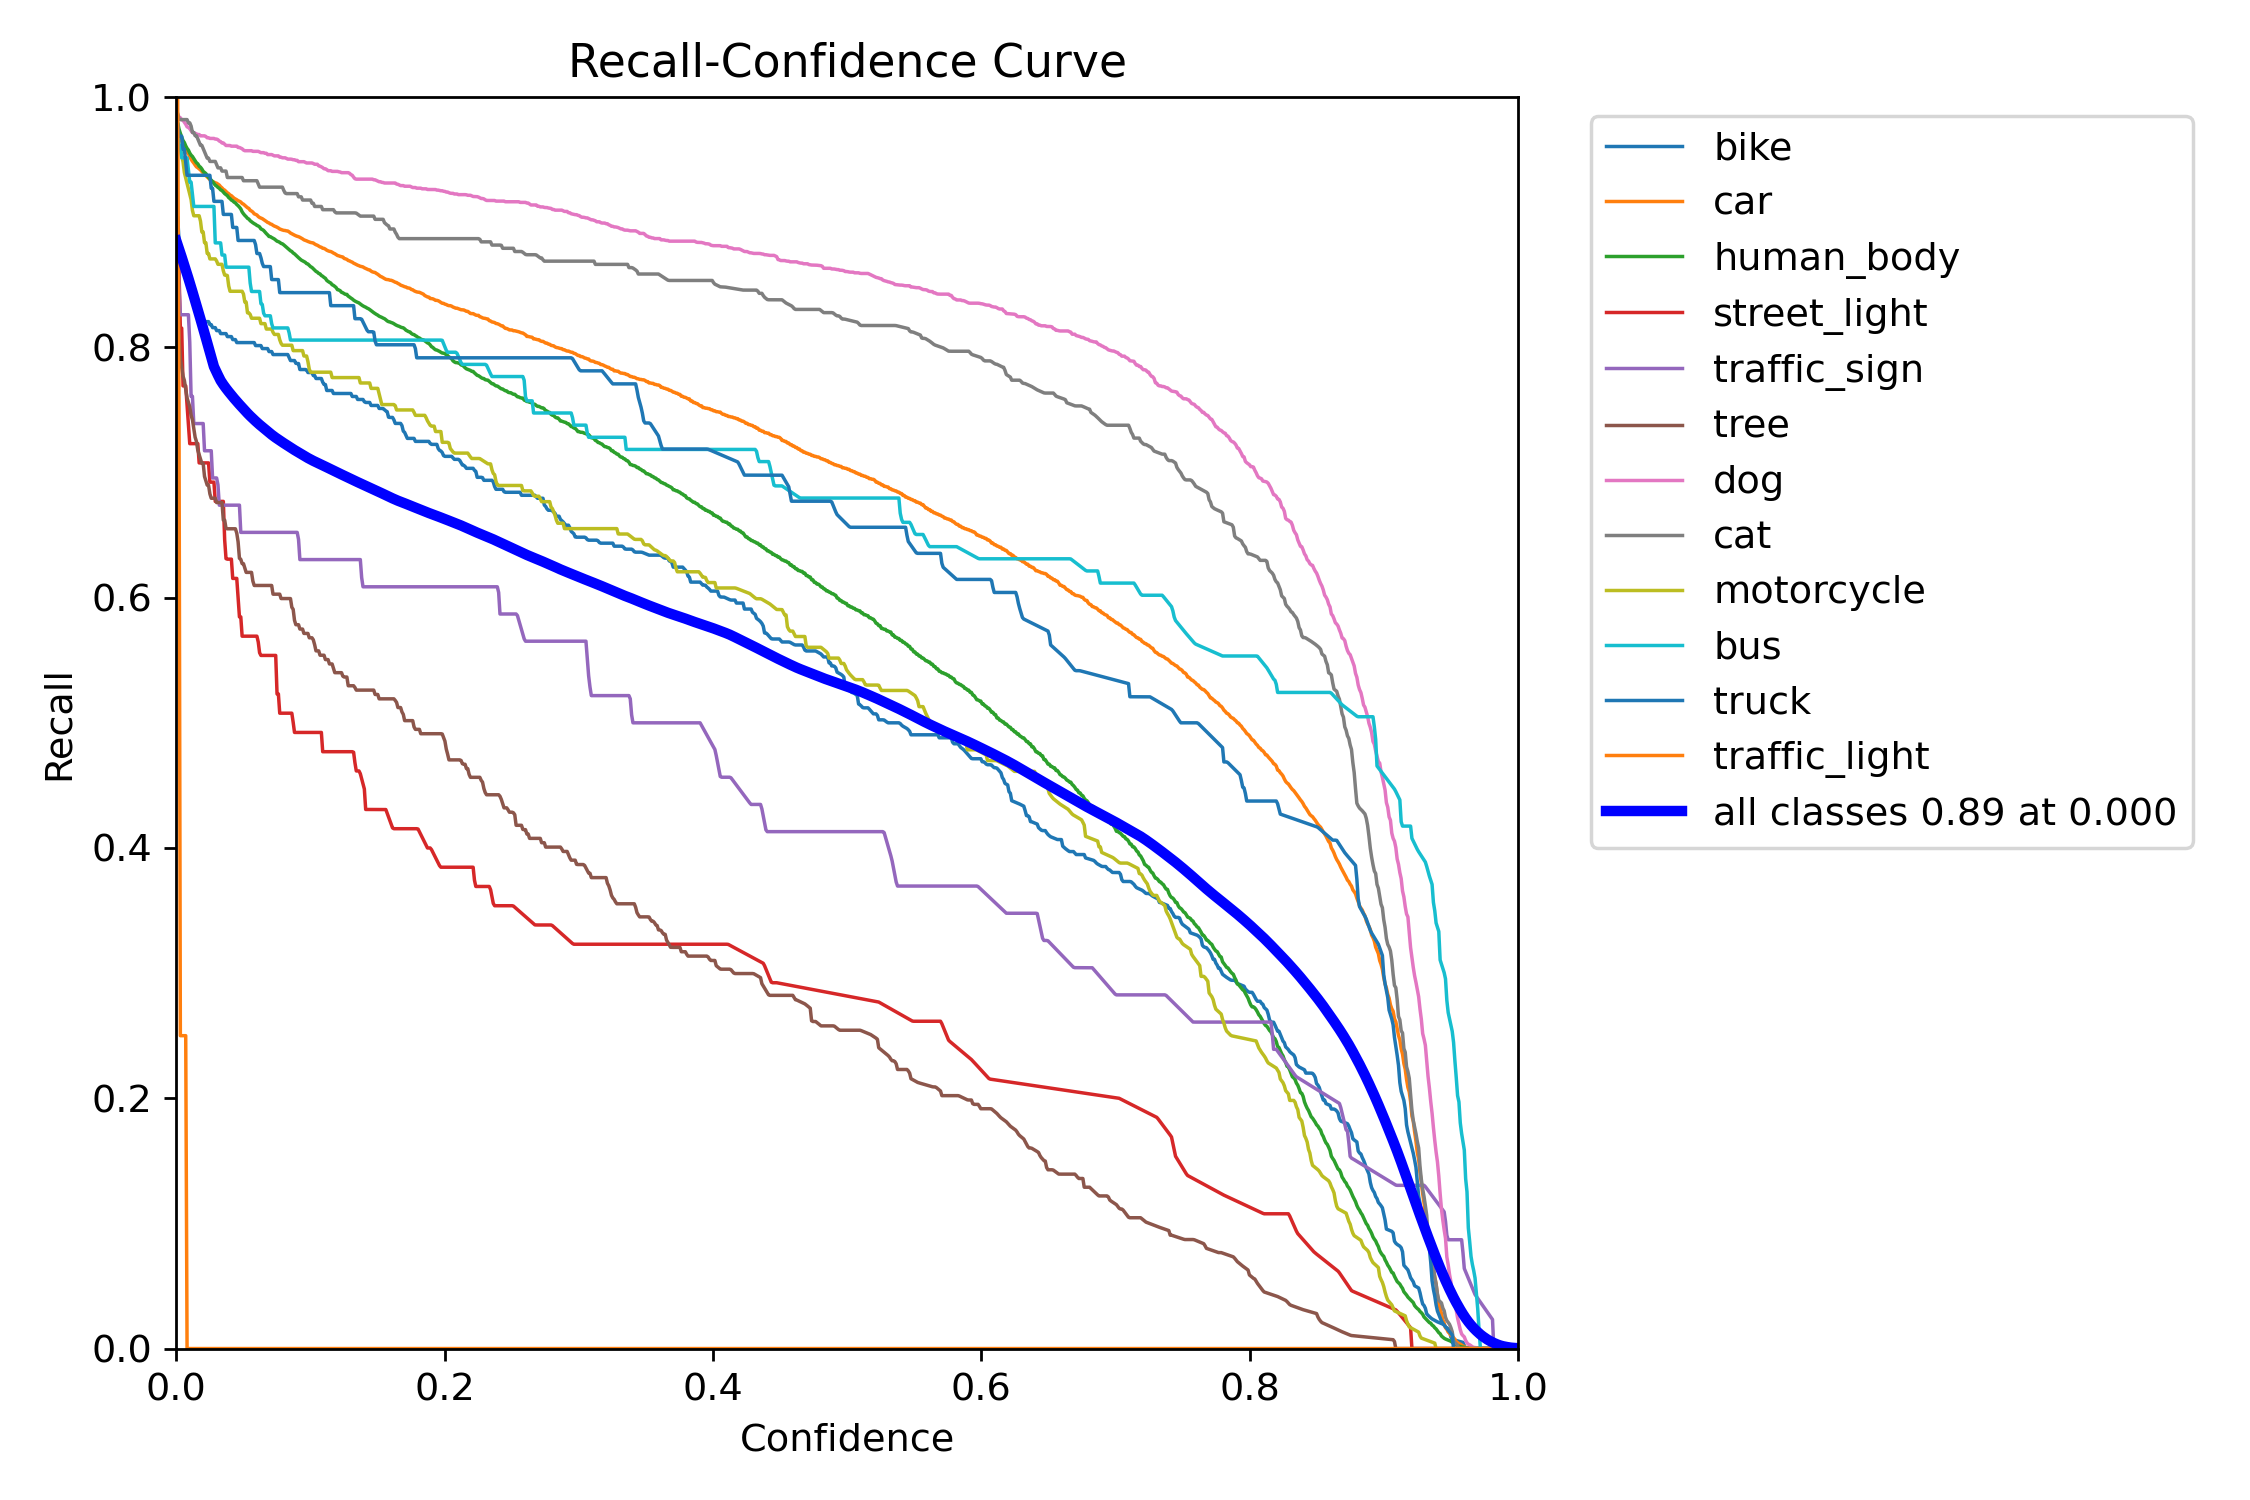 Recall-Confidence Curve
1.0
0.8
0.6
0.4
0.2
0.0
Recall
0.0 0.2 0.4 0.6 0.8 1.0
Confidence
bike
car
human_body
street_light
traffic_sign
tree
dog
cat
motorcycle
bus
truck
traffic_light
all classes 0.89 at 0.000